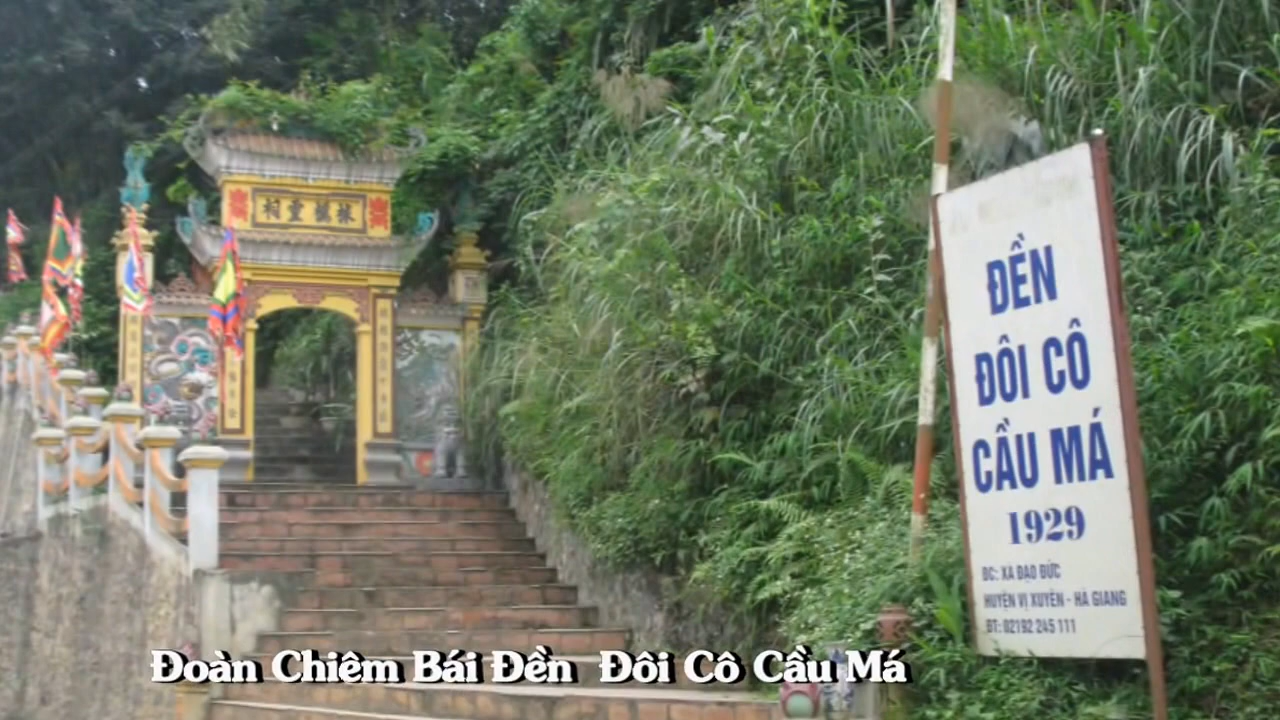 ĐỀN
ĐÔI CÔ
CẦU MÁ
1929
ĐC: XÃ ĐẠO ĐỨC
HUYỆN VỊ XUYÊN - HÀ GIANG
ĐT: 02192 245 111
Đoàn Chiêm Bái Đền Đôi Cô Cầu Má